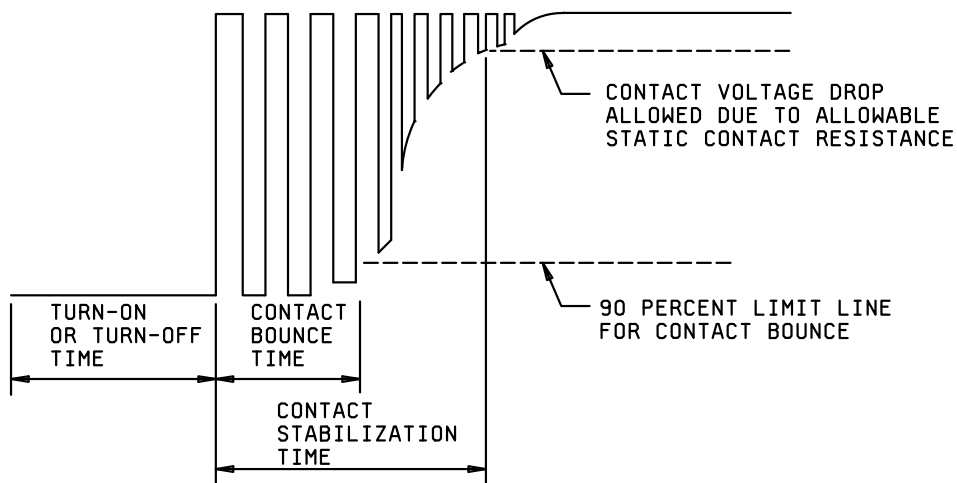 CONTACT VOLTAGE DROP
ALLOWED DUE TO ALLOWABLE
STATIC CONTACT RESISTANCE
90 PERCENT LIMIT LINE
FOR CONTACT BOUNCE
TURN-ON
OR TURN-OFF
TIME
CONTACT
BOUNCE
TIME
CONTACT
STABILIZATION
TIME